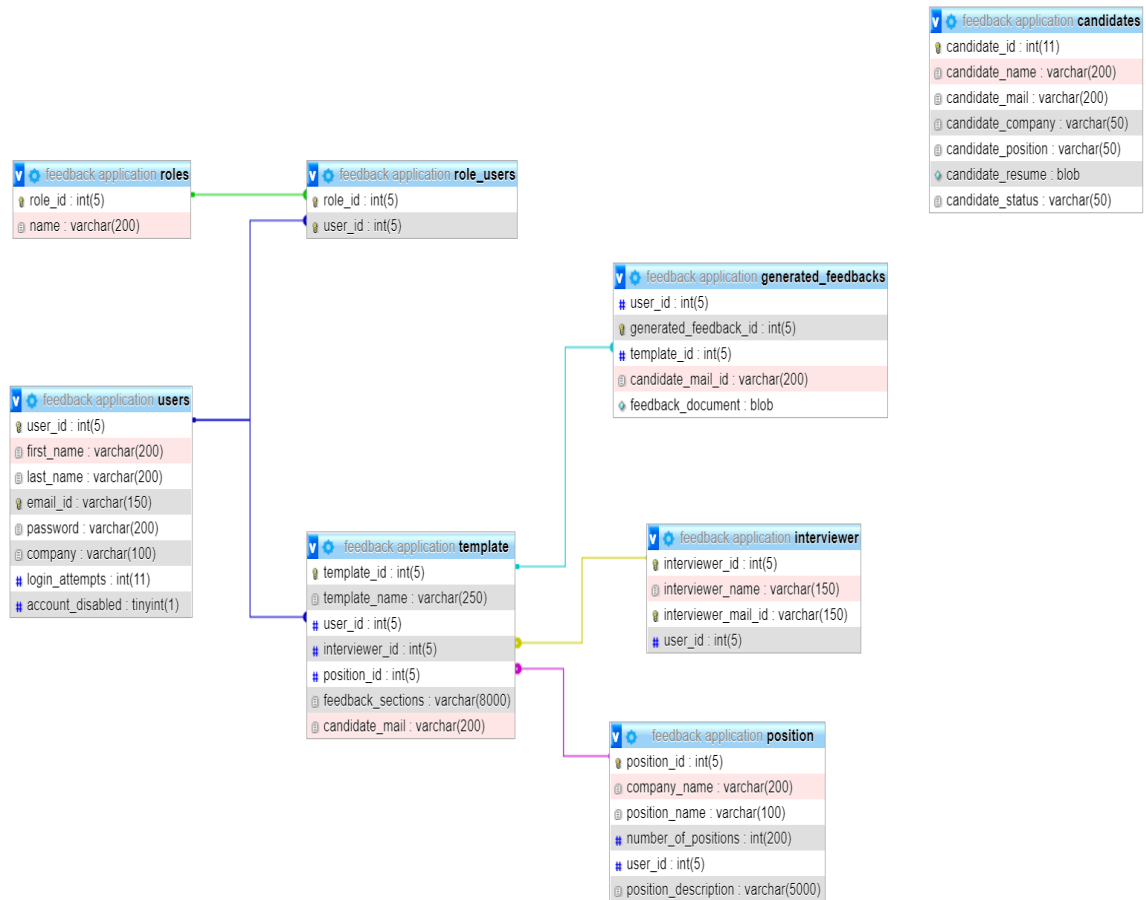 feedback application candidates
candidate_id : int(11)
candidate_name : varchar(200)
candidate_mail : varchar(200)
candidate_company : varchar(50)
candidate_position : varchar(50)
candidate_resume : blob
candidate_status : varchar(50)
v feedback application roles
role_id : int(5)
name : varchar(200)
v feedback application role_users
role_id : int(5)
user_id : int(5)
v feedback application generated_feedbacks
# user_id : int(5)
generated_feedback_id : int(5)
# template_id : int(5)
candidate_mail_id : varchar(200)
feedback_document : blob
v feedback application users
user_id : int(5)
first_name : varchar(200)
last_name : varchar(200)
email_id : varchar(150)
password : varchar(200)
company : varchar(100)
# login_attempts : int(11)
# account_disabled : tinyint(1)
v feedback application template
template_id : int(5)
template_name : varchar(250)
# user_id : int(5)
# interviewer_id : int(5)
# position_id : int(5)
feedback_sections : varchar(8000)
candidate_mail : varchar(200)
v feedback application interviewer
interviewer_id : int(5)
interviewer_name : varchar(150)
interviewer_mail_id : varchar(150)
# user_id : int(5)
v feedback application position
position_id : int(5)
company_name : varchar(200)
position_name : varchar(100)
# number_of_positions : int(200)
# user_id : int(5)
position_description : varchar(5000)